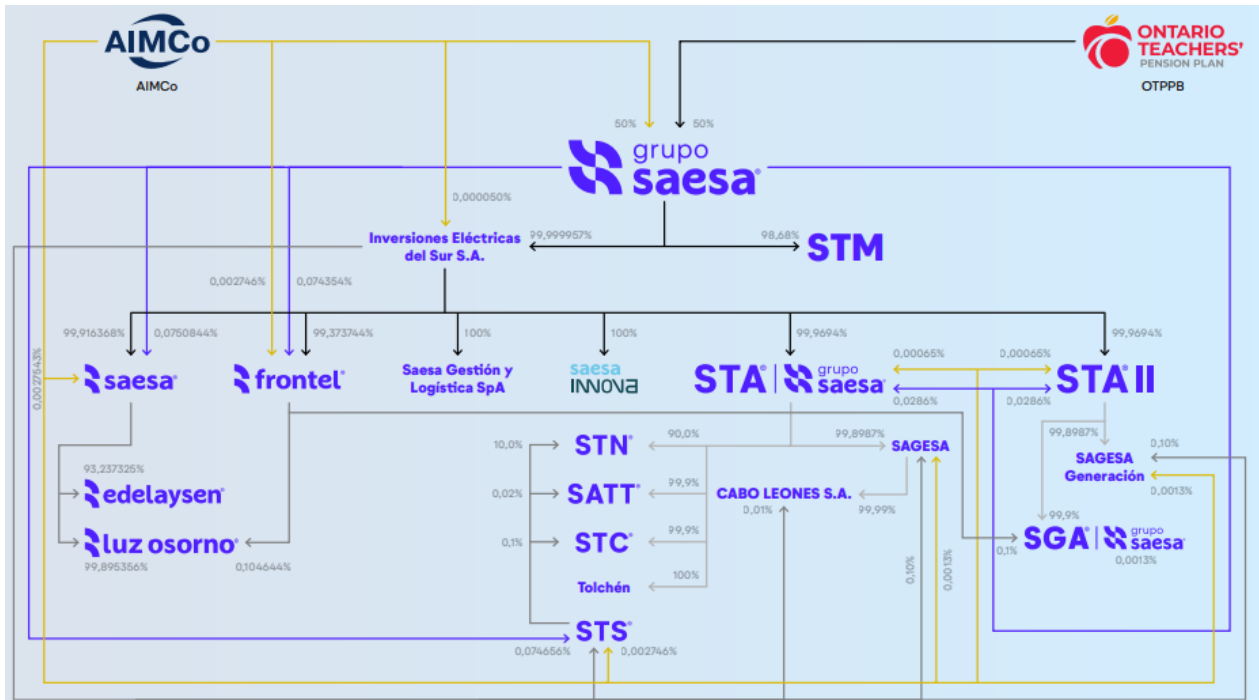 AIMCo
AIMCo
ONTARIO
TEACHERS'
PENSION PLAN
OTPPB
50%
50%
grupo
saesa
0,000050%
Inversiones Eléctricas
del Sur S.A.
99,999957%
98,68%
STM
0,002746%
0,074354%
99,916368%
0,0750844%
99,373744%
100%
100%
99,9694%
99,9694%
0,0027543%
saesa
frontel
Saesa Gestión y
Logística SpA
saesa
INNOVA
STA
grupo
saesa
0,00065%
0,00065%
0,0286%
0,0286%
STA II
10,0%
STN
90,0%
99,8987%
SAGESA
99,8987%
0,10%
SAGESA
Generación
0,0013%
93,237325%
edelaysen
0,02%
SATT
99,9%
CABO LEONES S.A.
0,01%
99,99%
luz osorno
99,895356%
0,104644%
0,1%
STC
99,9%
99,9%
SGA
grupo
saesa
0,1%
0,0013%
Tolchén
100%
0,10%
0,0013%
STS
0,074656%
0,002746%